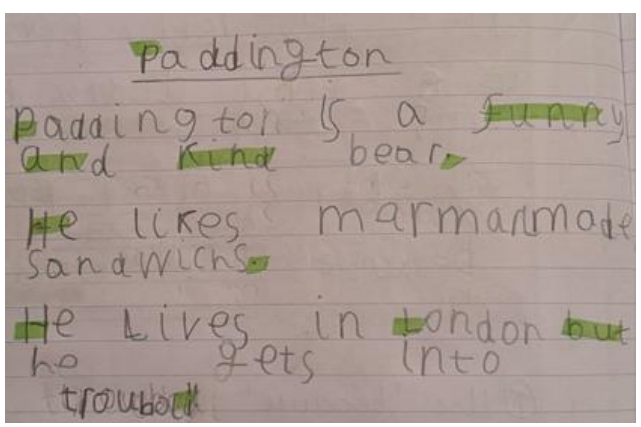 Paddington
Paddington is a funny
and kind bear.
He likes marmarmade
sandwichs.
He Lives in London but
he gets into